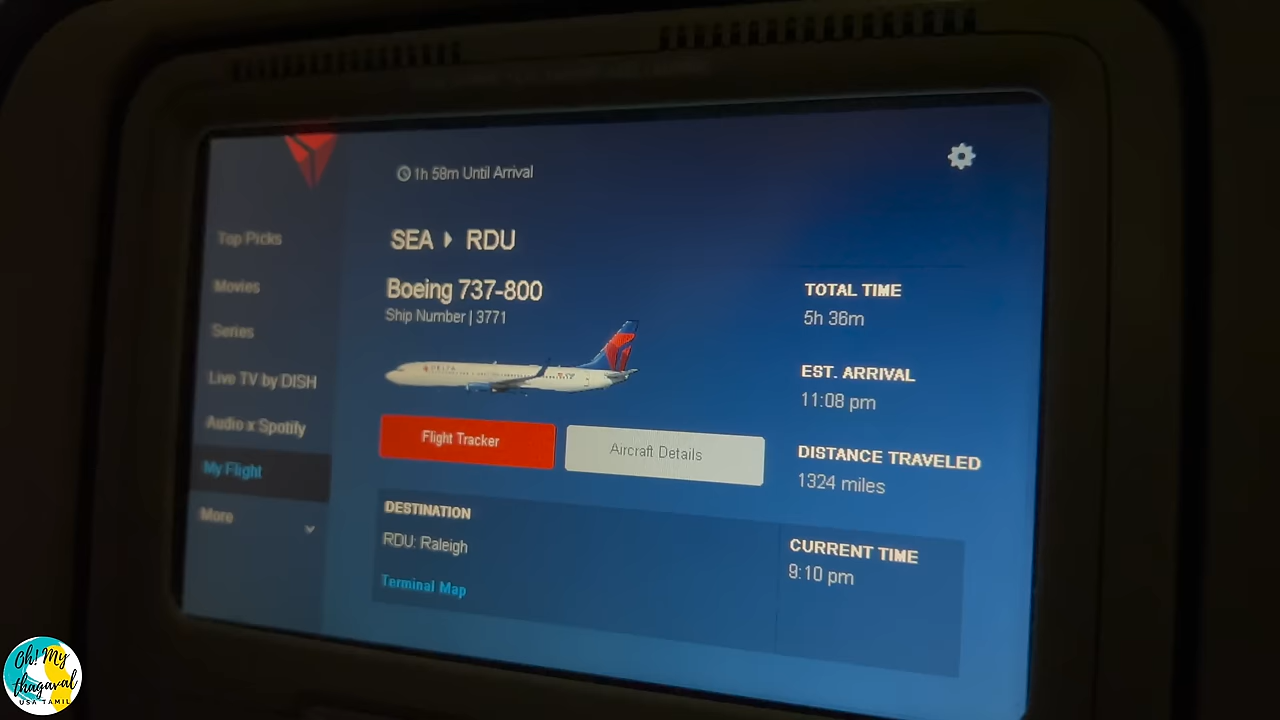 1h 58m Until Arrival
SEA RDU
Boeing 737-800
Ship Number | 3771
DELTA
Flight Tracker
Aircraft Details
DESTINATION
RDU: Raleigh
Terminal Map
TOTAL TIME
5h 36m
EST. ARRIVAL
11:08 pm
DISTANCE TRAVELED
1324 miles
CURRENT TIME
9:10 pm
Top Picks
Movies
Series
Live TV by DISH
Audio x Spotify
My Flight
More
Oh! My
thagaval
USA TAMIL